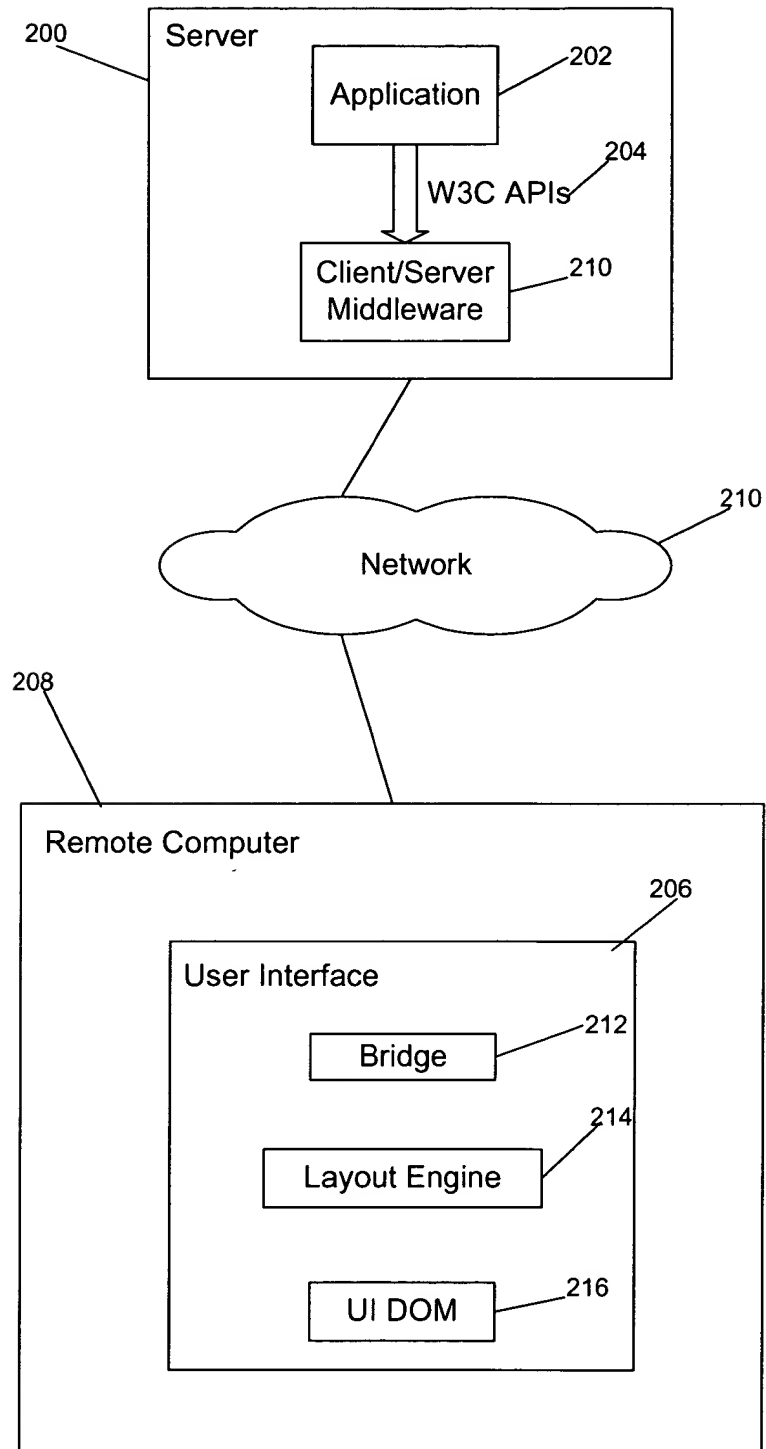 200
Server
202
Application
204
W3C APIs
Client/Server
Middleware
210
210
Network
208
Remote Computer
206
User Interface
212
Bridge
214
Layout Engine
216
UI DOM